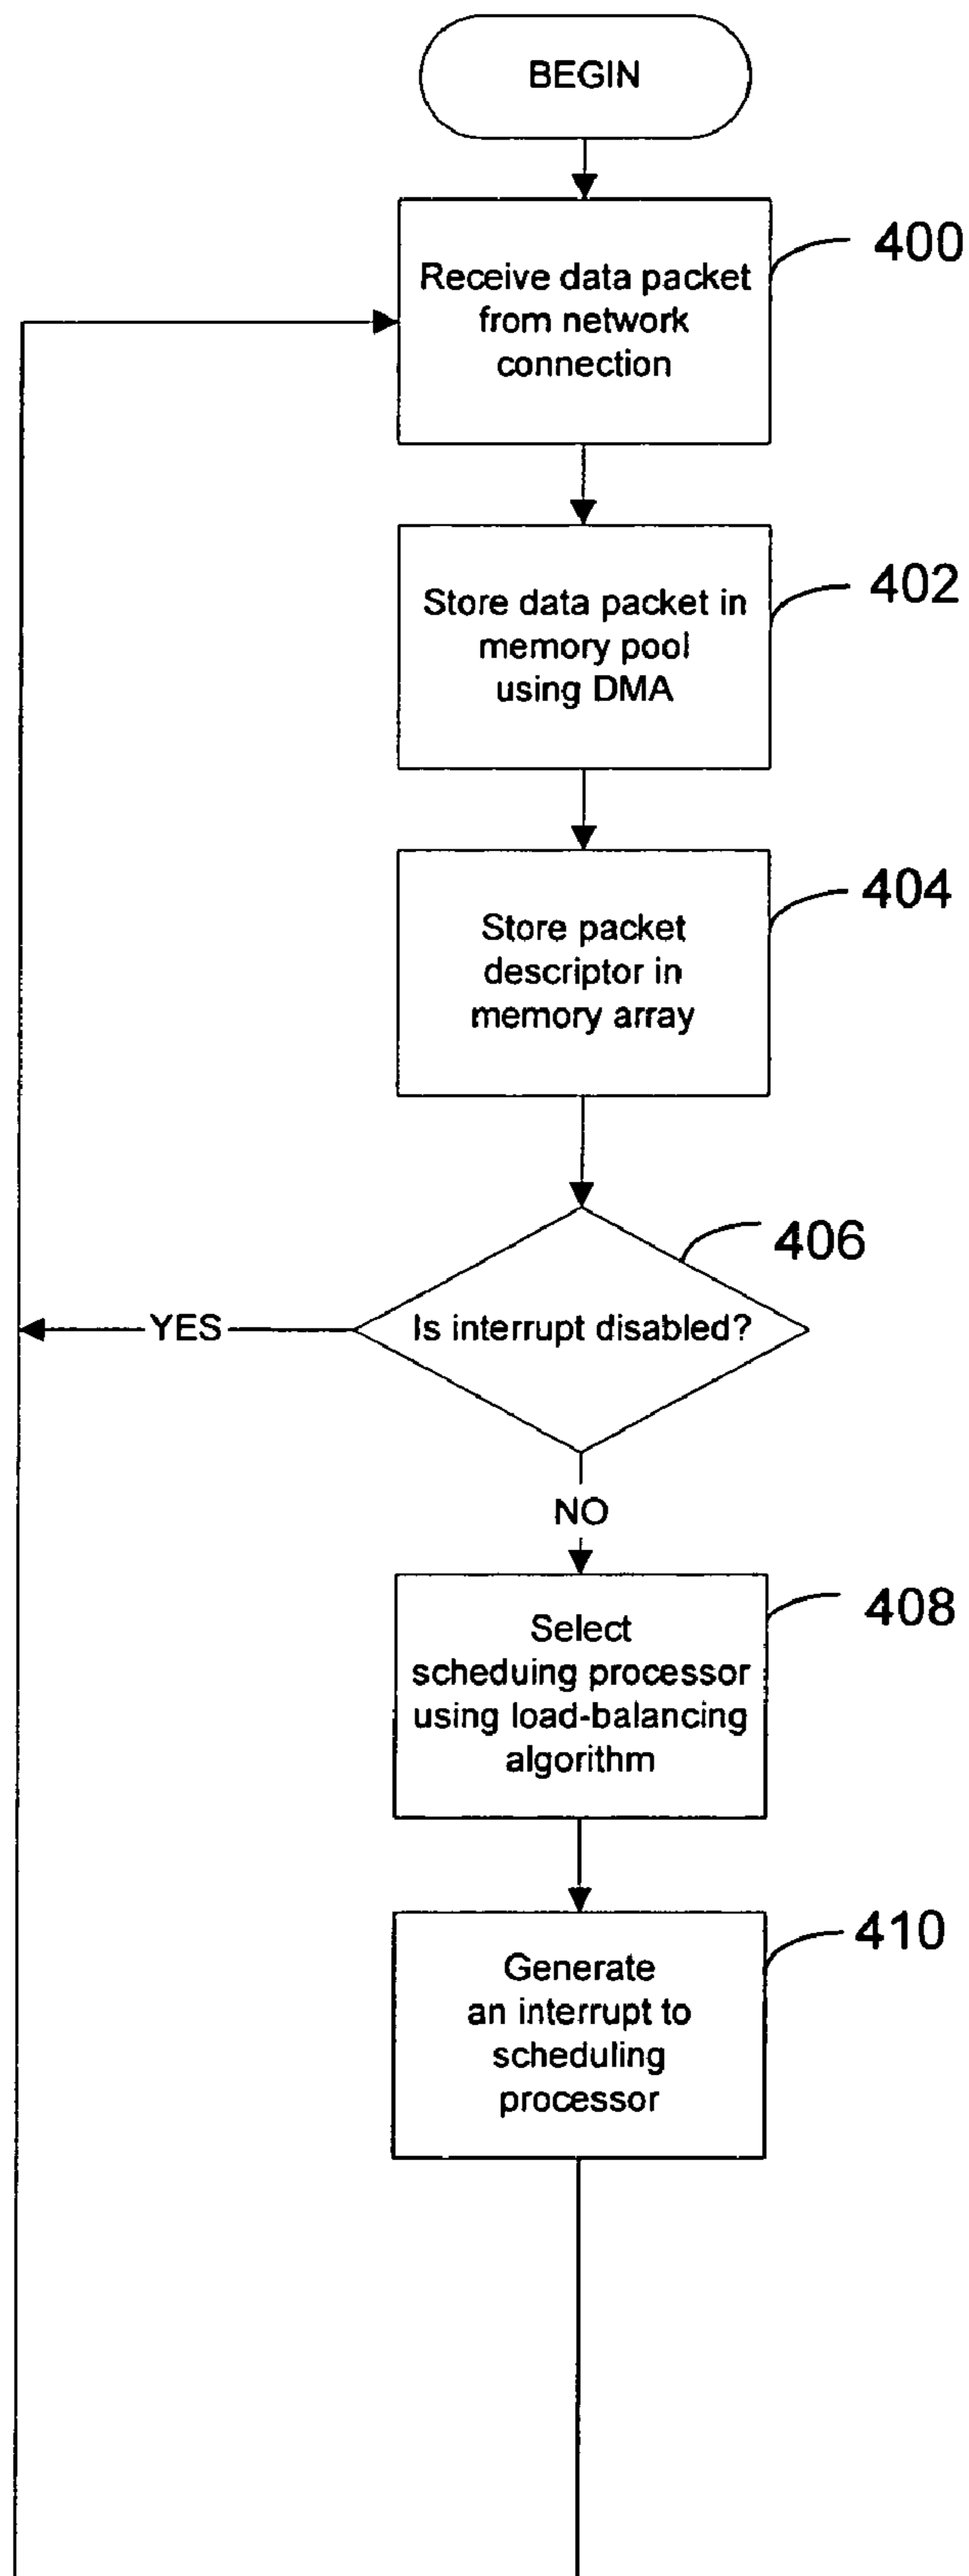 BEGIN
400
Receive data packet
from network
connection
402
Store data packet in
memory pool
using DMA
404
Store packet
descriptor in
memory array
406
Is interrupt disabled?
YES
NO
408
Select
scheduing processor
using load-balancing
algorithm
410
Generate
an interrupt to
scheduling
processor